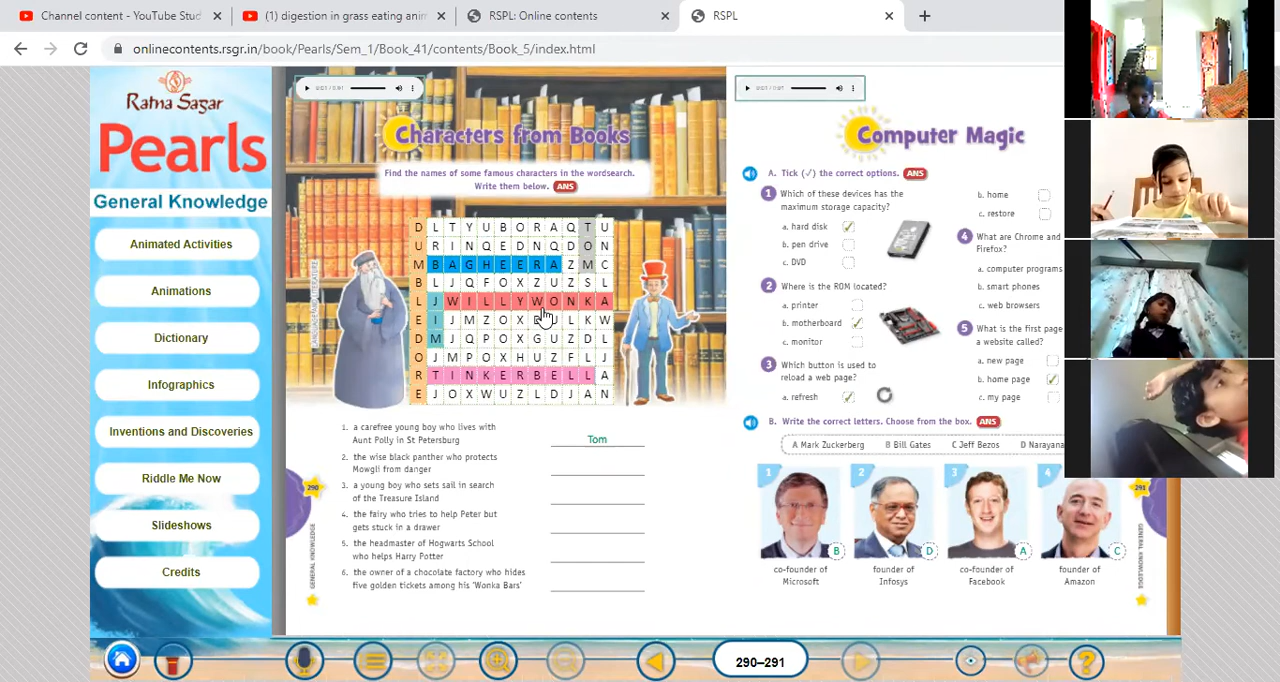 Channel content - YouTube Stud
(1) digestion in grass eating anim
RSPL: Online contents
RSPL
onlinecontents.rsgr.in/book/Pearls/Sem_1/Book_41/contents/Book_5/index.html
Ratna Sagar
Pearls
General Knowledge
Animated Activities
Animations
Dictionary
Infographics
Inventions and Discoveries
Riddle Me Now
Slideshows
Credits
Characters from Books
Find the names of some famous characters in the wordsearch.
Write them below. ANS
D L T Y U B O R A Q T U
U R I N Q E D N Q D O N
M B A G H E E R A Z M C
B L J Q F O X Z U Z S L
L J W I L L Y W O N K A
E I J M Z O X U L K W
D M J Q P O X G U Z D L
O J M P O X H U Z F L J
R T I N K E R B E L L A
E J O X W U Z L D J A N
LANGUAGE AND LITERATURE
1. a carefree young boy who lives with
Aunt Polly in St Petersburg
Tom
2. the wise black panther who protects
Mowgli from danger
3. a young boy who sets sail in search
of the Treasure Island
4. the fairy who tries to help Peter but
gets stuck in a drawer
5. the headmaster of Hogwarts School
who helps Harry Potter
6. the owner of a chocolate factory who hides
five golden tickets among his 'Wonka Bars'
290
GENERAL KNOWLEDGE
Computer Magic
A. Tick (✓) the correct options. ANS
1 Which of these devices has the
maximum storage capacity?
a. hard disk ✓
b. pen drive
c. DVD
2 Where is the ROM located?
a. printer
b. motherboard ✓
c. monitor
3 Which button is used to
reload a web page?
a. refresh ✓
b. home
c. restore
4 What are Chrome and
Firefox?
a. computer programs
b. smart phones
c. web browsers
5 What is the first page
a website called?
a. new page
b. home page ✓
c. my page
B. Write the correct letters. Choose from the box. ANS
A Mark Zuckerberg B Bill Gates C Jeff Bezos D Narayana
1 2 3 4
B D A C
co-founder of
Microsoft
founder of
Infosys
co-founder of
Facebook
founder of
Amazon
291
GENERAL KNOWLEDGE
290–291
?